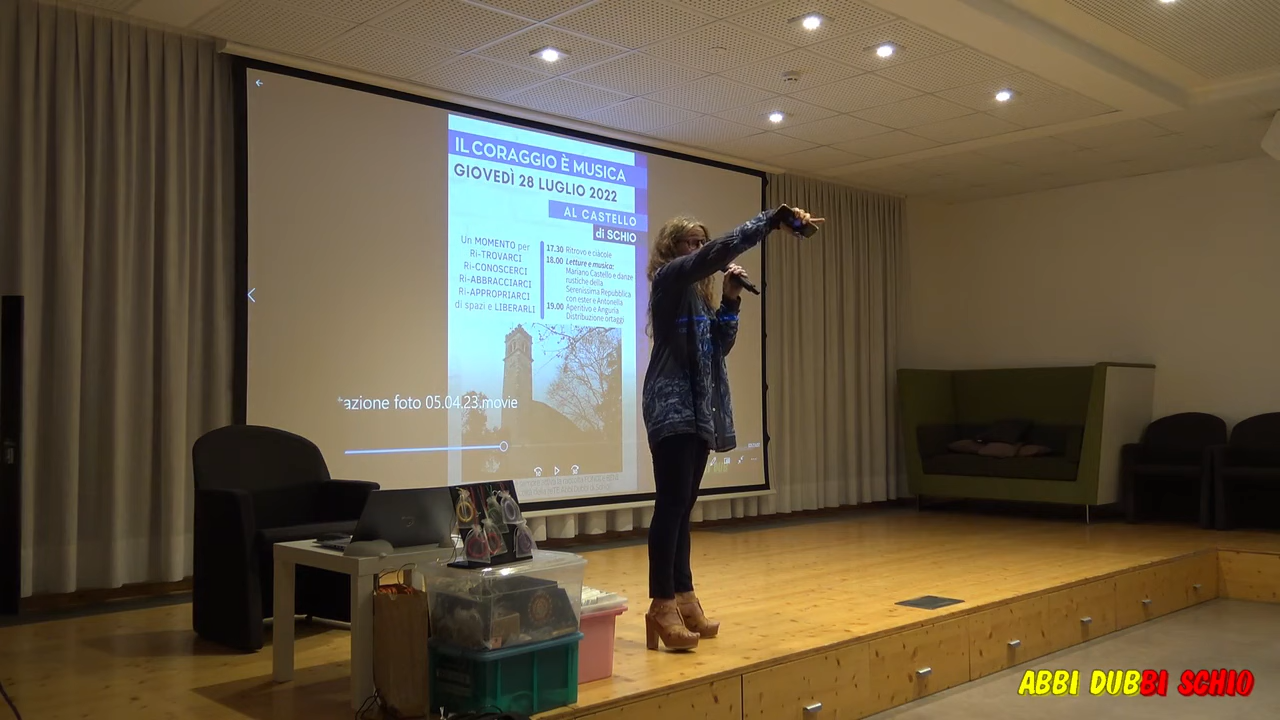 IL CORAGGIO È MUSICA
GIOVEDÌ 28 LUGLIO 2022
AL CASTELLO
di SCHIO
Un MOMENTO per
Ri-TROVARCI
Ri-CONOSCERCI
Ri-ABBRACCIARCI
Ri-APPROPRIARCI
di spazi e LIBERARLI
17.30 Ritrovo e ciàcole
18.00 Letture e musica:
Mariano Castello e danze
rustiche della
Serenissima Repubblica
con ester e Antonella
19.00 Aperitivo e Anguria
Distribuzione ortaggi
azione foto 05.04.23.movie
ABBI DUBBI SCHIO